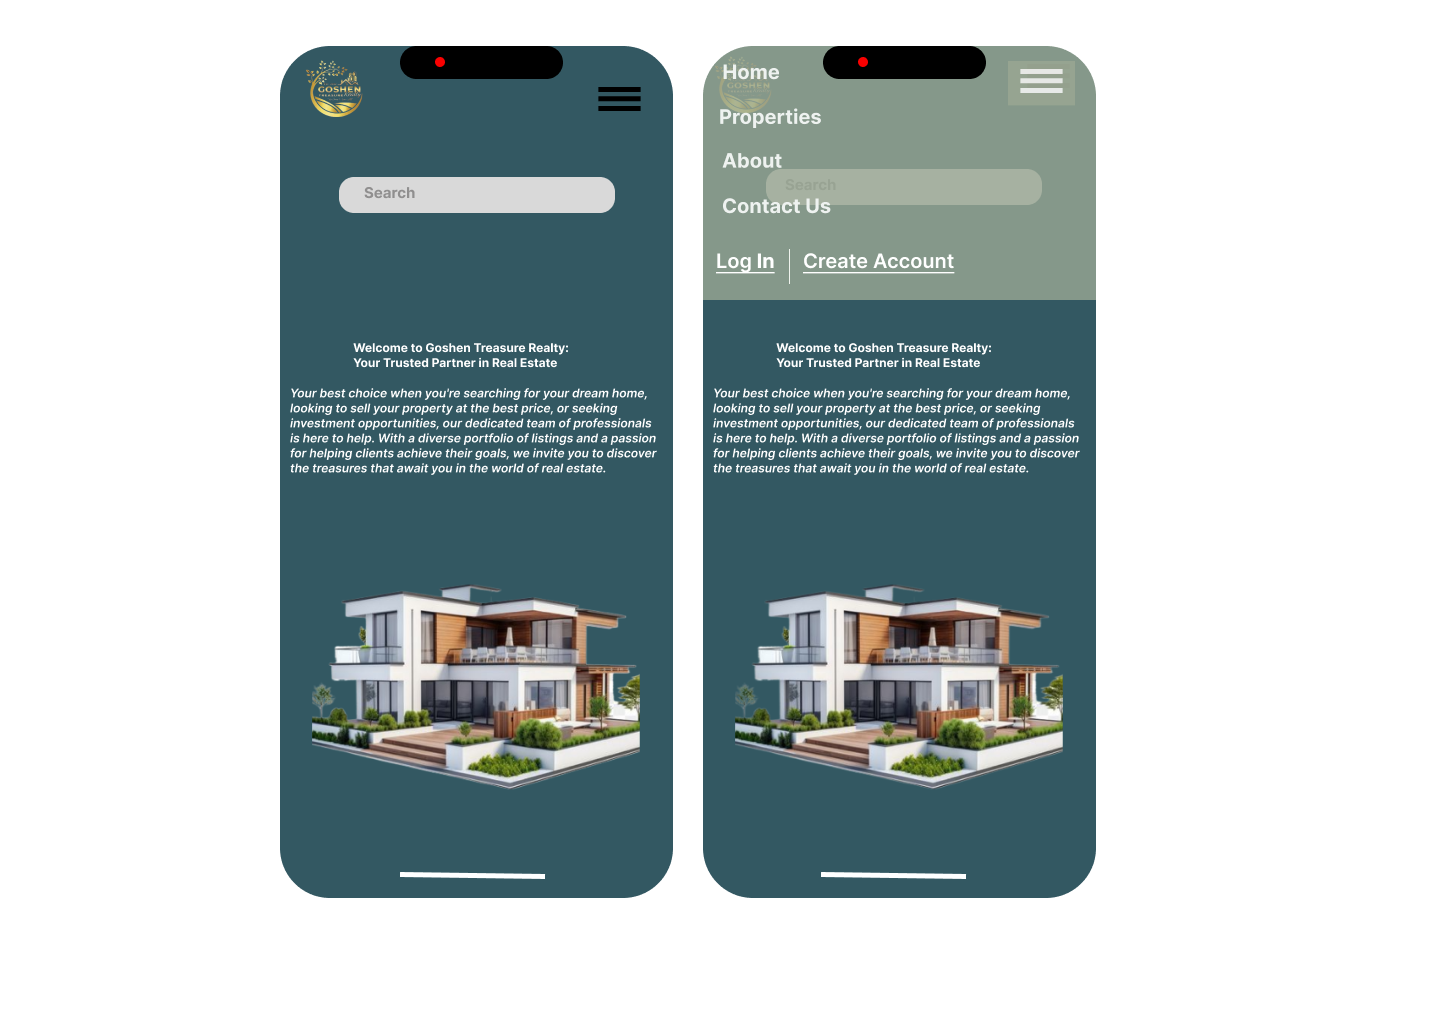 GOSHEN
TREASURE
Search
Welcome to Goshen Treasure Realty:
Your Trusted Partner in Real Estate
Your best choice when you're searching for your dream home,
looking to sell your property at the best price, or seeking
investment opportunities, our dedicated team of professionals
is here to help. With a diverse portfolio of listings and a passion
for helping clients achieve their goals, we invite you to discover
the treasures that await you in the world of real estate.
Home
GOSHEN
Properties
About
Search
Contact Us
Log In
Create Account
Welcome to Goshen Treasure Realty:
Your Trusted Partner in Real Estate
Your best choice when you're searching for your dream home,
looking to sell your property at the best price, or seeking
investment opportunities, our dedicated team of professionals
is here to help. With a diverse portfolio of listings and a passion
for helping clients achieve their goals, we invite you to discover
the treasures that await you in the world of real estate.